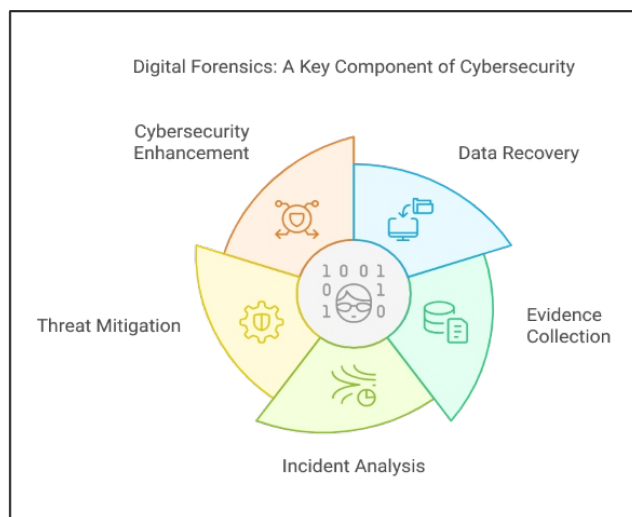 Digital Forensics: A Key Component of Cybersecurity
Cybersecurity
Enhancement
Data Recovery
1 0 0 1
0 1
1 0
Threat Mitigation
Evidence
Collection
Incident Analysis